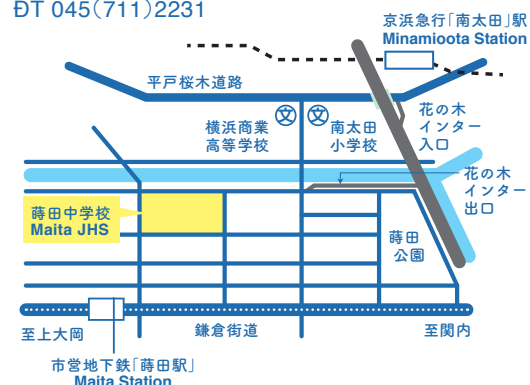 ĐT 045(711)2231
京浜急行「南太田」駅
Minamioota Station
平戸桜木道路
横浜商業
高等学校
文
文
南太田
小学校
花の木
インター
入口
花の木
インター
出口
蒔田中学校
Maita JHS
蒔田
公園
至上大岡
鎌倉街道
至関内
市営地下鉄「蒔田駅」
Maita Station